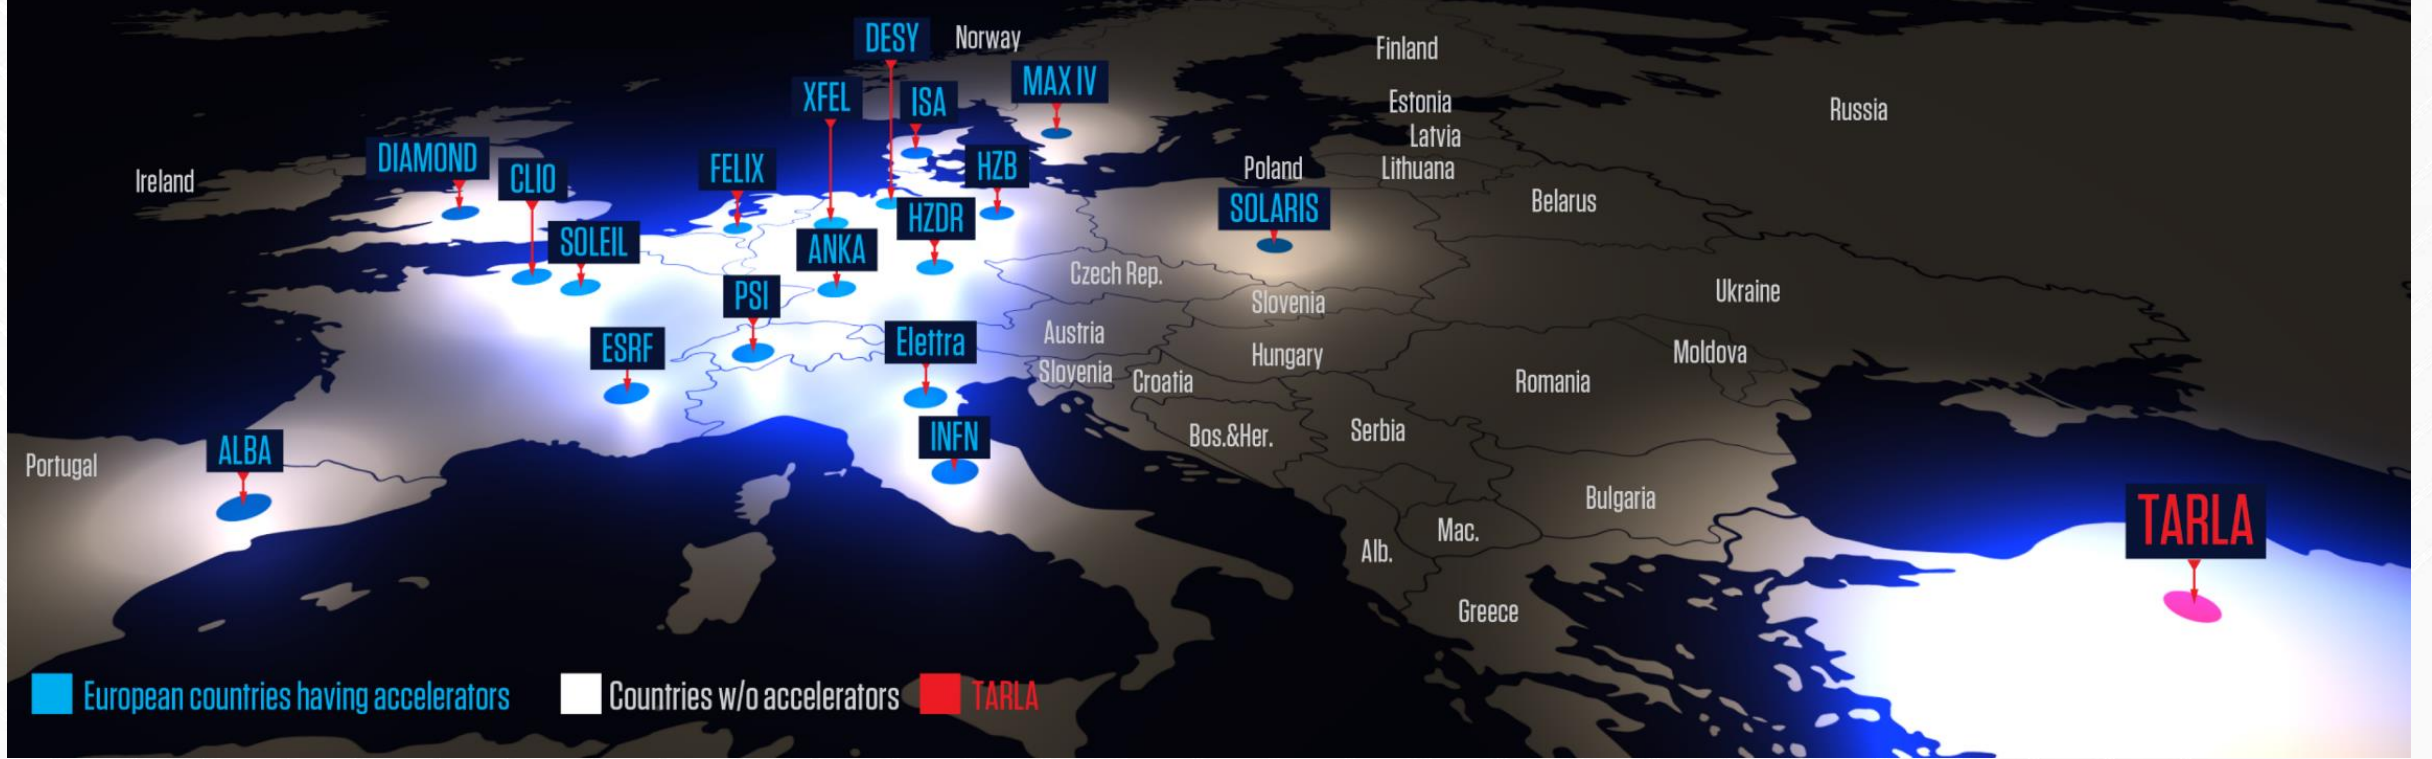 DESY
Norway
Finland
XFEL
ISA
MAX IV
Estonia
Russia
Latvia
DIAMOND
CLIO
FELIX
HZB
Poland
Lithuana
Ireland
SOLEIL
ANKA
HZDR
SOLARIS
Belarus
Czech Rep.
PSI
Slovenia
Ukraine
ESRF
Elettra
Austria
Hungary
Moldova
Slovenia
Croatia
Romania
INFN
Bos.&Her.
Serbia
Portugal
ALBA
Bulgaria
TARLA
Mac.
Alb.
Greece
European countries having accelerators
Countries w/o accelerators
TARLA